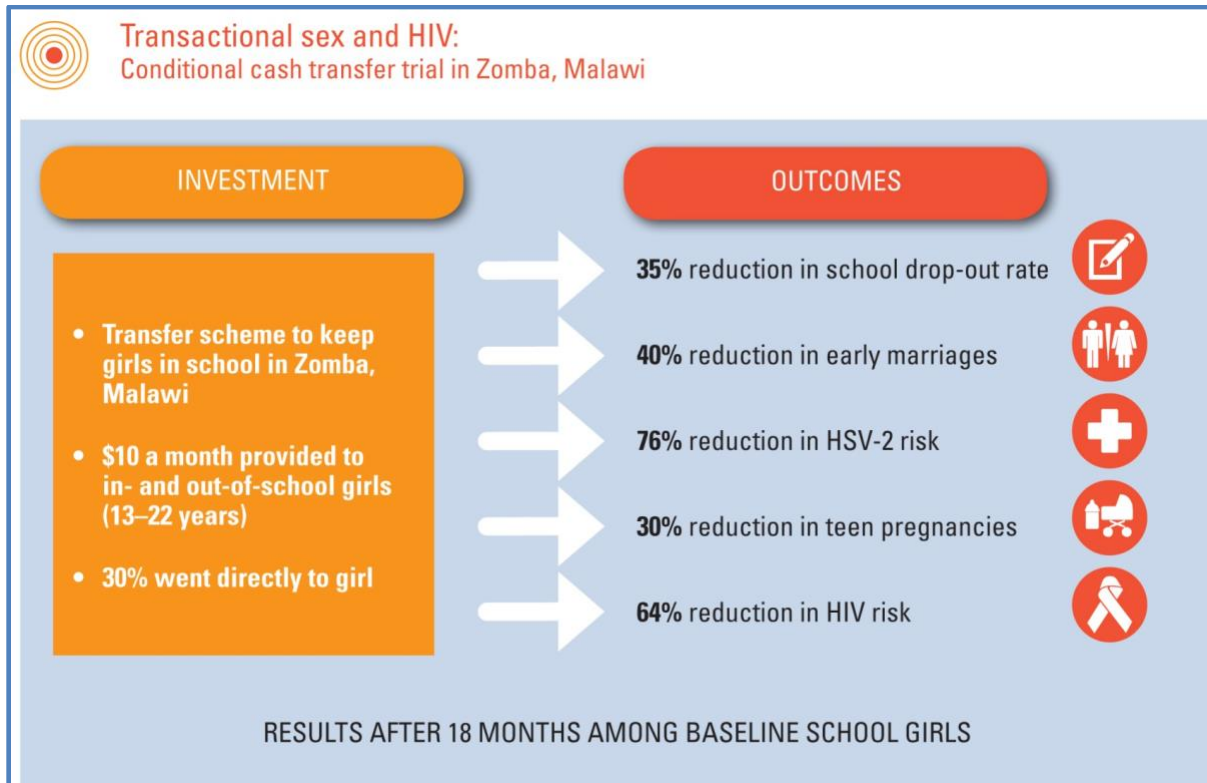 Transactional sex and HIV:
Conditional cash transfer trial in Zomba, Malawi
INVESTMENT
• Transfer scheme to keep
girls in school in Zomba,
Malawi
• $10 a month provided to
in- and out-of-school girls
(13–22 years)
• 30% went directly to girl
OUTCOMES
35% reduction in school drop-out rate
40% reduction in early marriages
76% reduction in HSV-2 risk
30% reduction in teen pregnancies
64% reduction in HIV risk
RESULTS AFTER 18 MONTHS AMONG BASELINE SCHOOL GIRLS